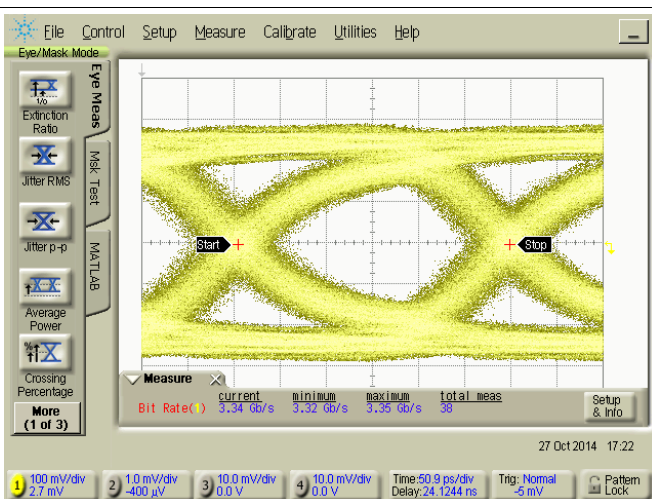 File Control Setup Measure Calibrate Utilities Help
Eye/Mask Mode
Eye Meas
Msk Test
MATLAB
1/0
Extinction
Ratio
Jitter RMS
Jitter p-p
Average
Power
%
Crossing
Percentage
More
(1 of 3)
Start
Stop
Measure
current minimum maximum total meas
Bit Rate(1) 3.34 Gb/s 3.32 Gb/s 3.35 Gb/s 38
Setup
& Info
27 Oct 2014 17:22
1 100 mV/div
2.7 mV
2 1.0 mV/div
-400 µV
3 10.0 mV/div
0.0 V
4 10.0 mV/div
0.0 V
Time:50.9 ps/div
Delay:24.1244 ns
Trig: Normal
-5 mV
Pattern
Lock